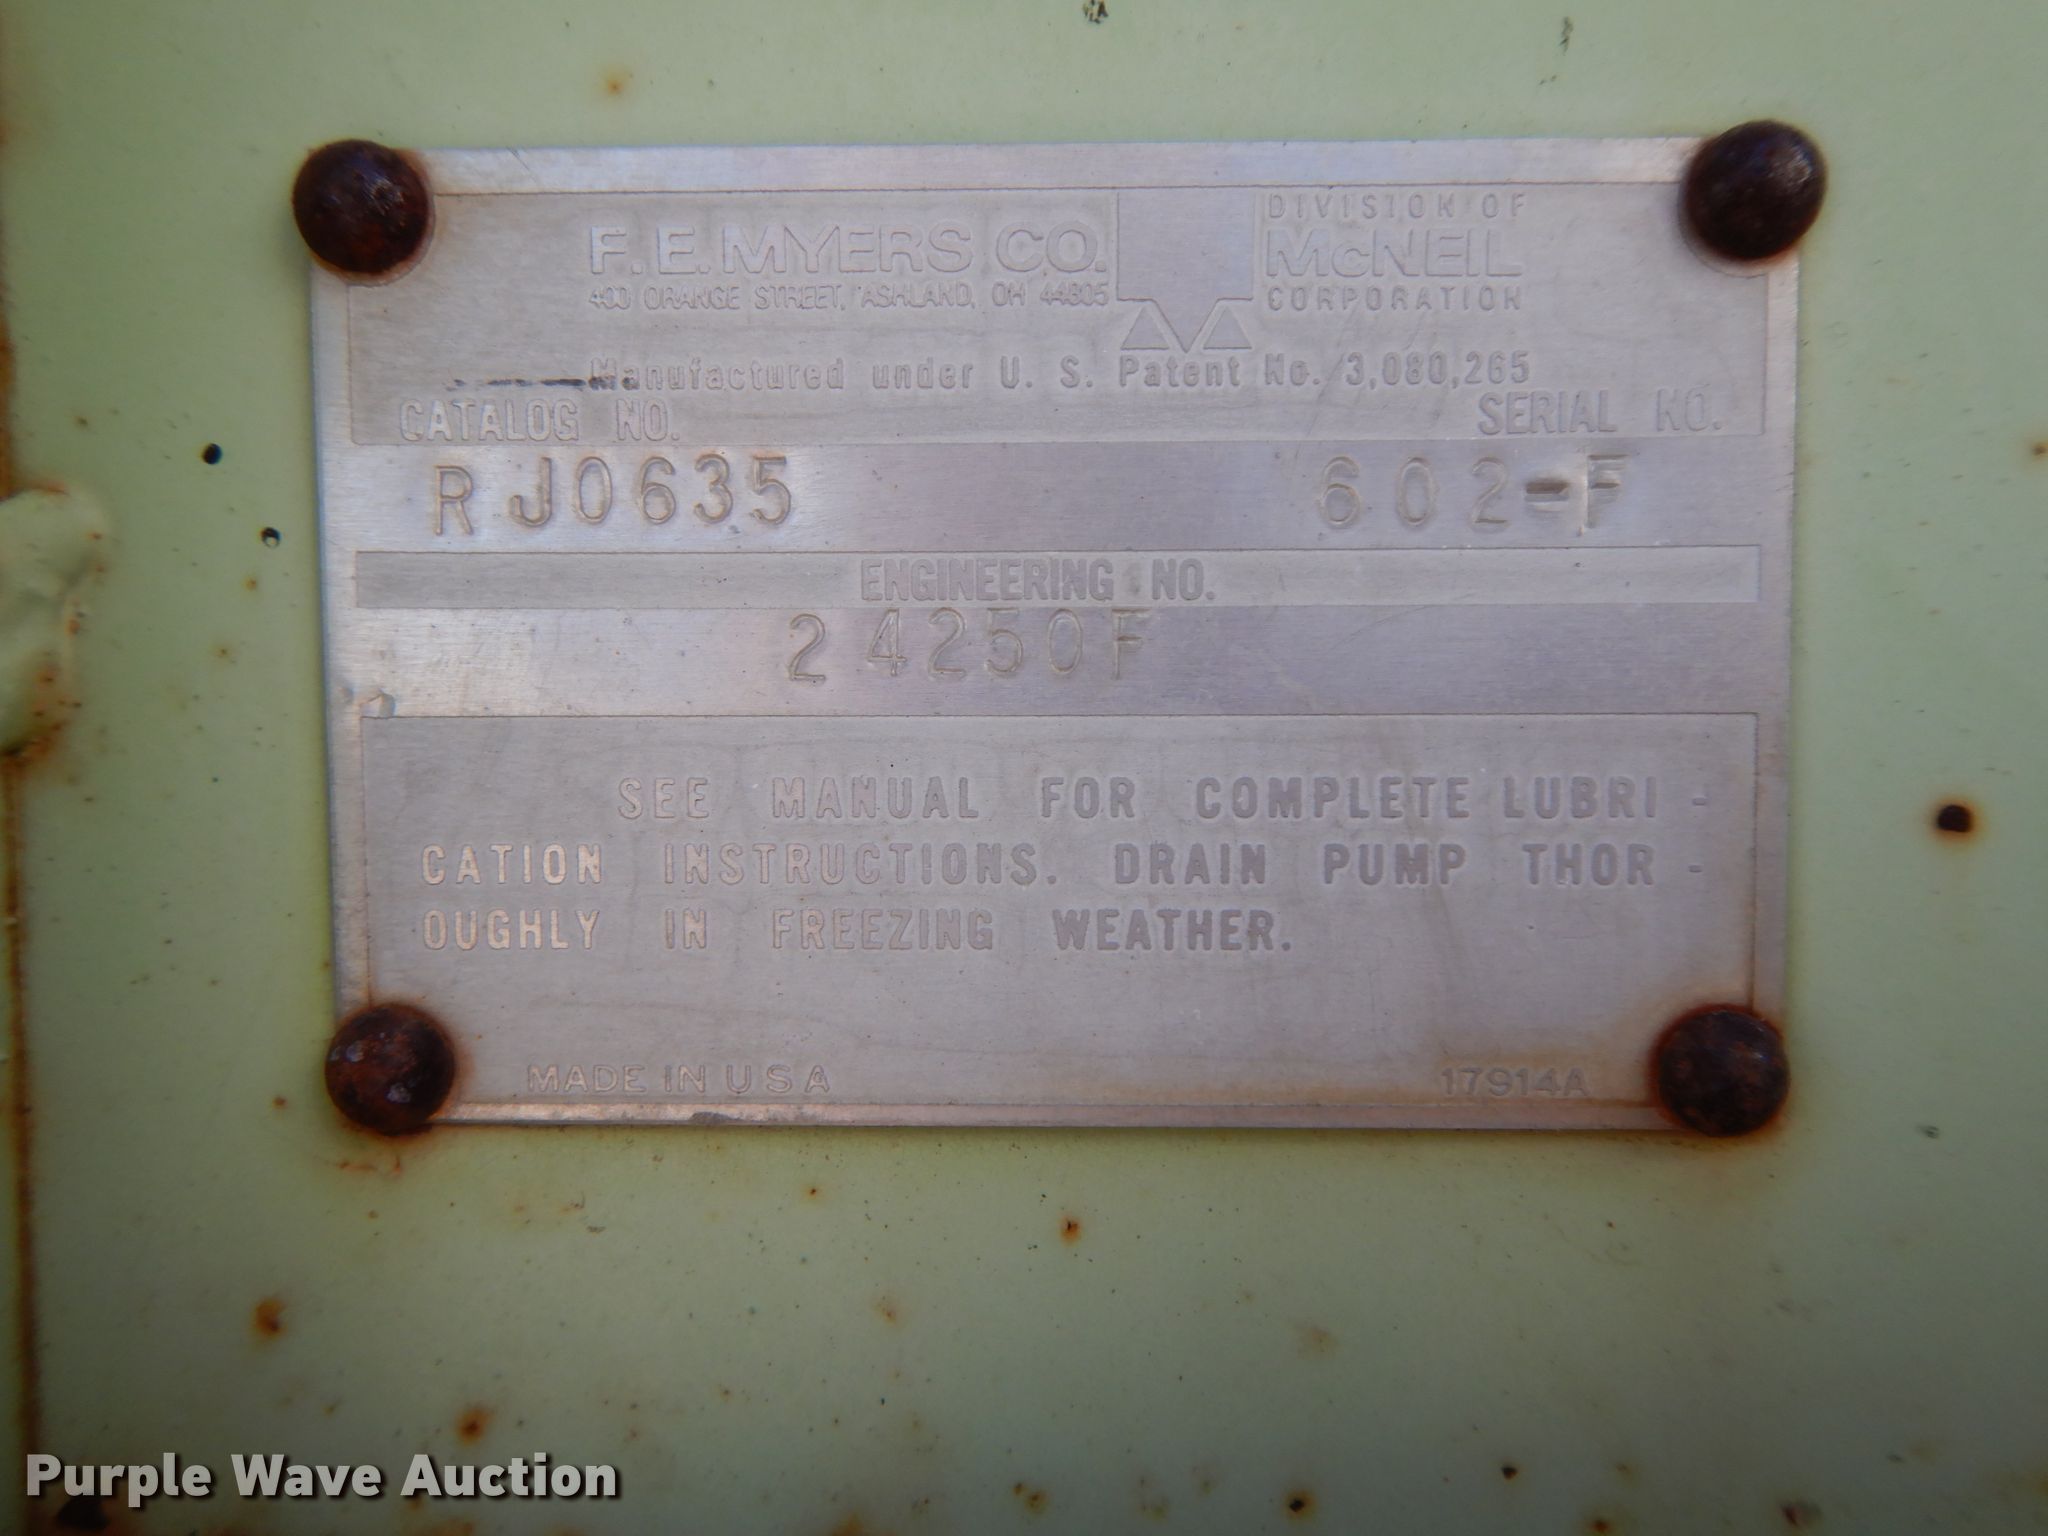 F. E. MYERS CO.
400 ORANGE STREET, ASHLAND, OH 44805
DIVISION OF
McNEIL
CORPORATION
Manufactured under U. S. Patent No. 3,080,265
CATALOG NO. SERIAL NO.
RJ0635 602-F
ENGINEERING NO.
24250F
SEE MANUAL FOR COMPLETE LUBRI-
CATION INSTRUCTIONS. DRAIN PUMP THOR-
OUGHLY IN FREEZING WEATHER.
MADE IN U S A 17914A
Purple Wave Auction